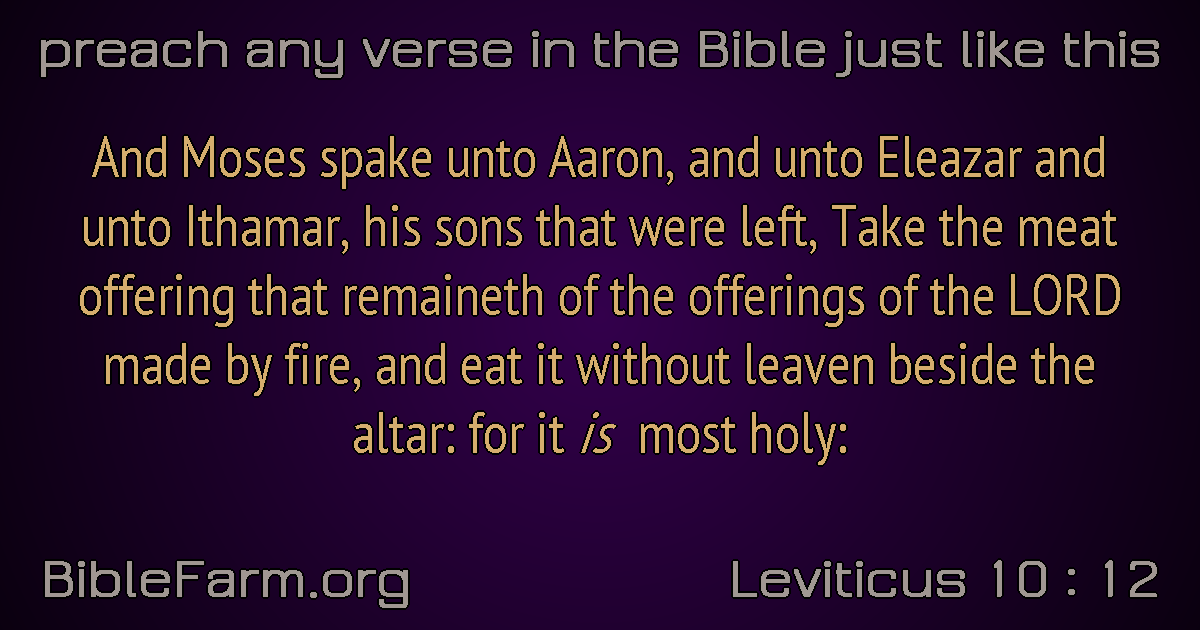 preach any verse in the Bible just like this
And Moses spake unto Aaron, and unto Eleazar and
unto Ithamar, his sons that were left, Take the meat
offering that remaineth of the offerings of the LORD
made by fire, and eat it without leaven beside the
altar: for it is most holy:
BibleFarm.org
Leviticus 10 : 12